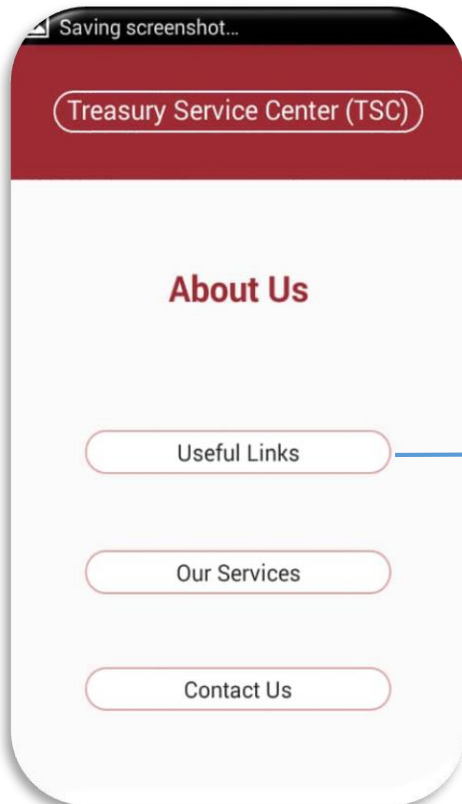 Saving screenshot...
Treasury Service Center (TSC)
About Us
Useful Links
Our Services
Contact Us